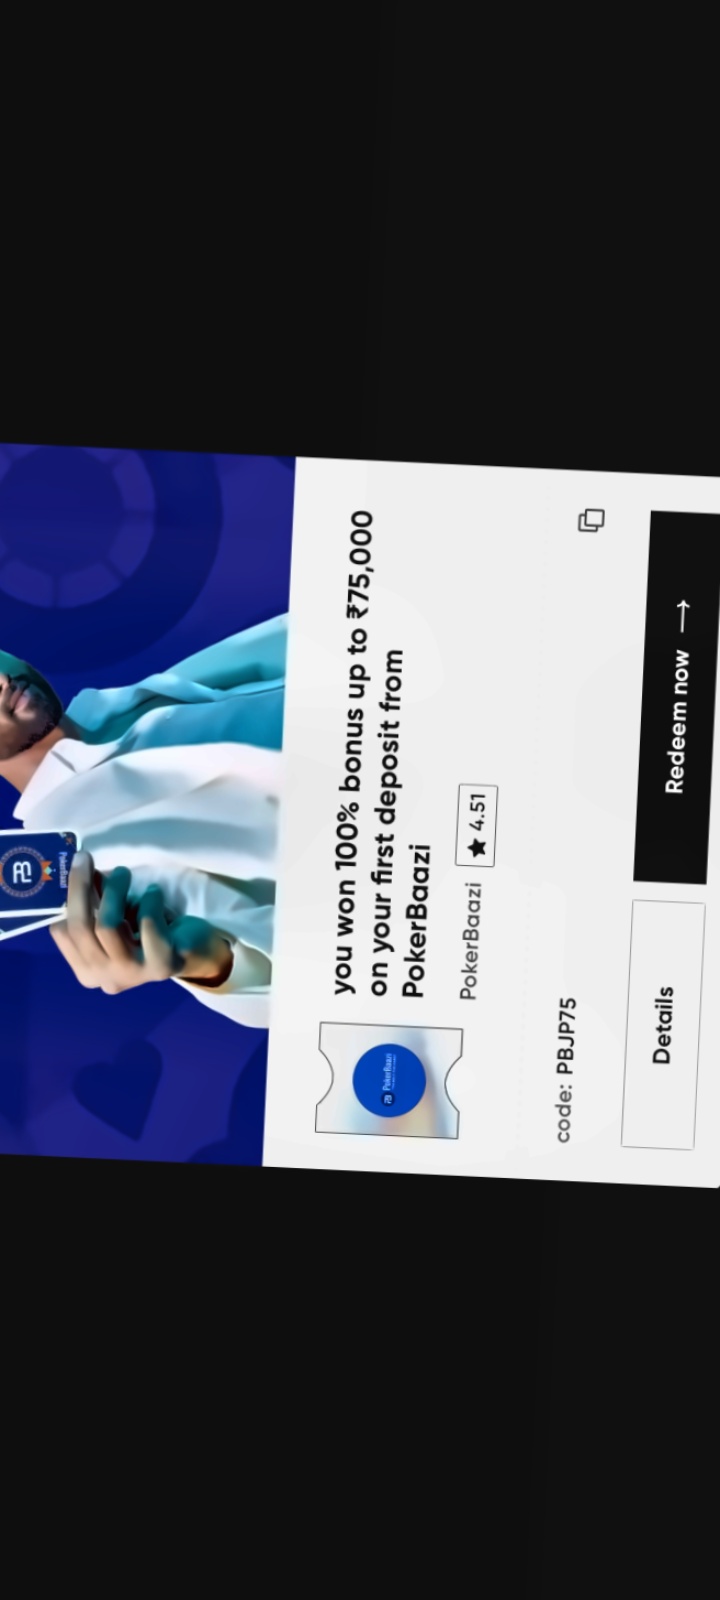 you won 100% bonus up to ₹75,000
on your first deposit from
PokerBaazi
PokerBaazi ★ 4.51
code: PBJP75
Details
Redeem now →
PokerBaazi
PokerBaazi